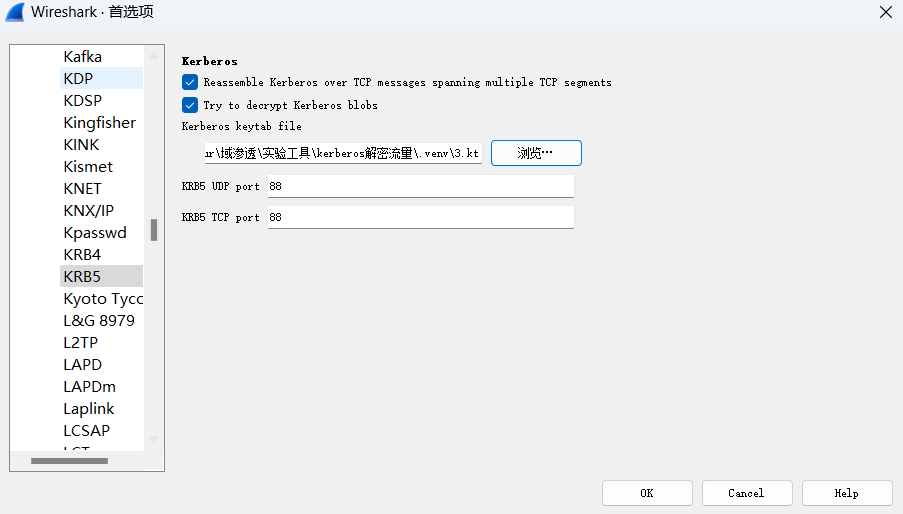 Wireshark · 首选项
Kafka
KDP
KDSP
Kingfisher
KINK
Kismet
KNET
KNX/IP
Kpasswd
KRB4
KRB5
Kyoto Tyco
L&G 8979
L2TP
LAPD
LAPDm
Laplink
LCSAP
Kerberos
Reassemble Kerberos over TCP messages spanning multiple TCP segments
Try to decrypt Kerberos blobs
Kerberos keytab file
ur\域渗透\实验工具\kerberos解密流量\.venv\3.kt
浏览…
KRB5 UDP port 88
KRB5 TCP port 88
OK Cancel Help